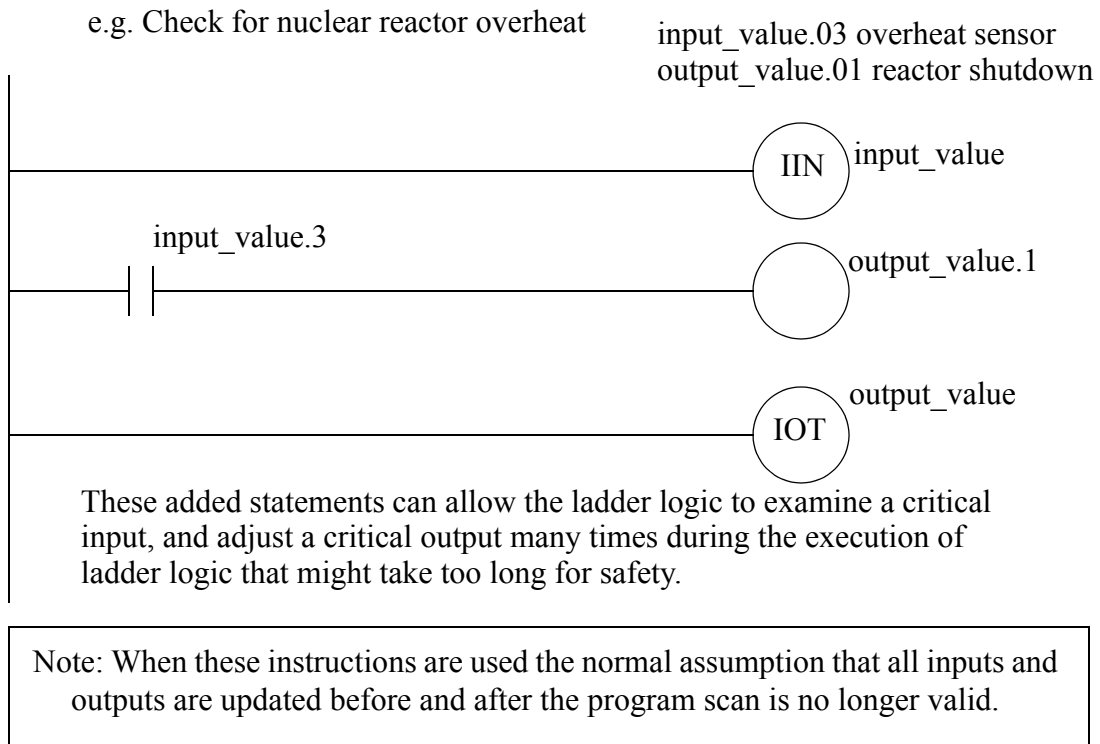 e.g. Check for nuclear reactor overheat
input_value.03 overheat sensor
output_value.01 reactor shutdown
IIN
input_value
input_value.3
output_value.1
output_value
IOT
These added statements can allow the ladder logic to examine a critical
input, and adjust a critical output many times during the execution of
ladder logic that might take too long for safety.
Note: When these instructions are used the normal assumption that all inputs and
outputs are updated before and after the program scan is no longer valid.